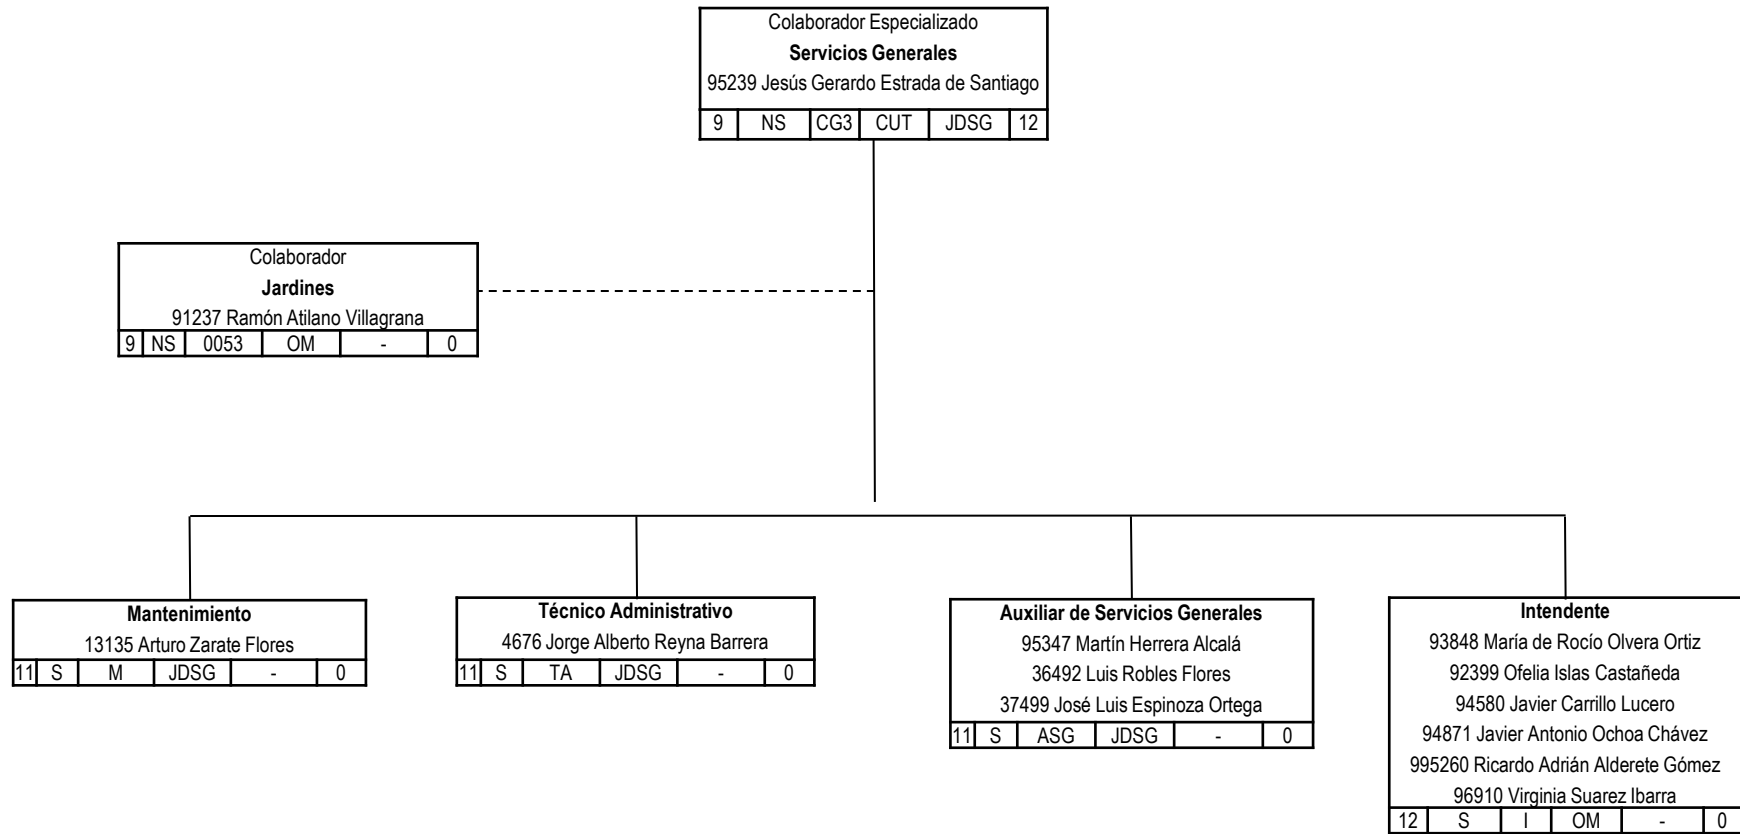 Colaborador Especializado
Servicios Generales
95239 Jesús Gerardo Estrada de Santiago
9 NS CG3 CUT JDSG 12
Colaborador
Jardines
91237 Ramón Atilano Villagrana
9 NS 0053 OM - 0
Mantenimiento
13135 Arturo Zarate Flores
11 S M JDSG - 0
Técnico Administrativo
4676 Jorge Alberto Reyna Barrera
11 S TA JDSG - 0
Auxiliar de Servicios Generales
95347 Martín Herrera Alcalá
36492 Luis Robles Flores
37499 José Luis Espinoza Ortega
11 S ASG JDSG - 0
Intendente
93848 María de Rocío Olvera Ortiz
92399 Ofelia Islas Castañeda
94580 Javier Carrillo Lucero
94871 Javier Antonio Ochoa Chávez
995260 Ricardo Adrián Alderete Gómez
96910 Virginia Suarez Ibarra
12 S I OM - 0